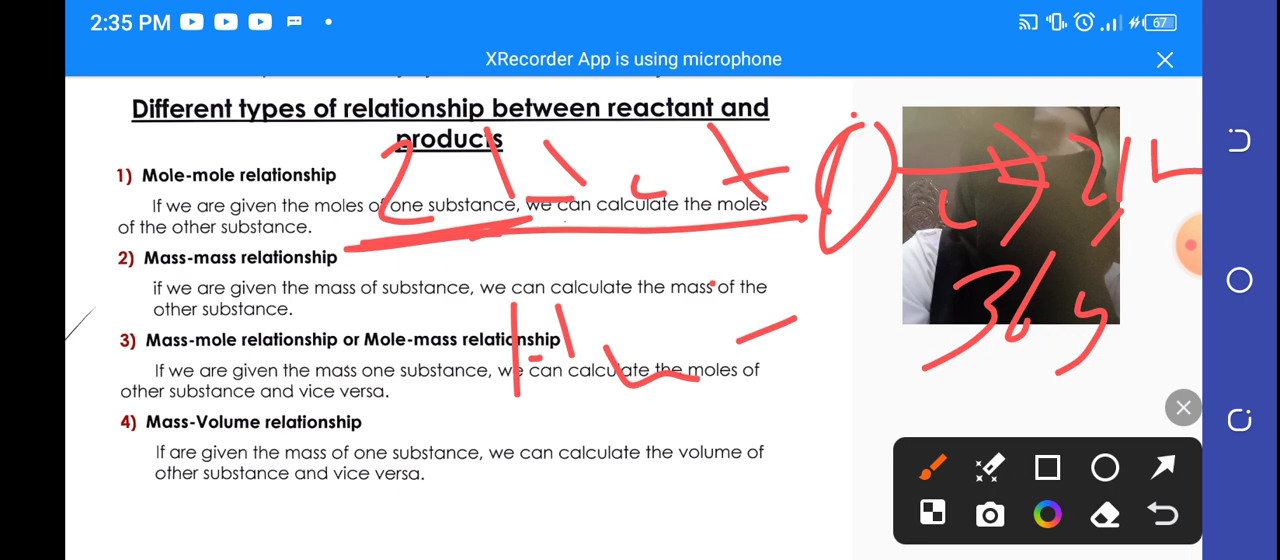 2:35 PM 67
XRecorder App is using microphone
Different types of relationship between reactant and
products
1) Mole-mole relationship
If we are given the moles of one substance, we can calculate the moles
of the other substance.
2) Mass-mass relationship
if we are given the mass of substance, we can calculate the mass of the
other substance.
3) Mass-mole relationship or Mole-mass relationship
If we are given the mass one substance, we can calculate the moles of
other substance and vice versa.
4) Mass-Volume relationship
If are given the mass of one substance, we can calculate the volume of
other substance and vice versa.